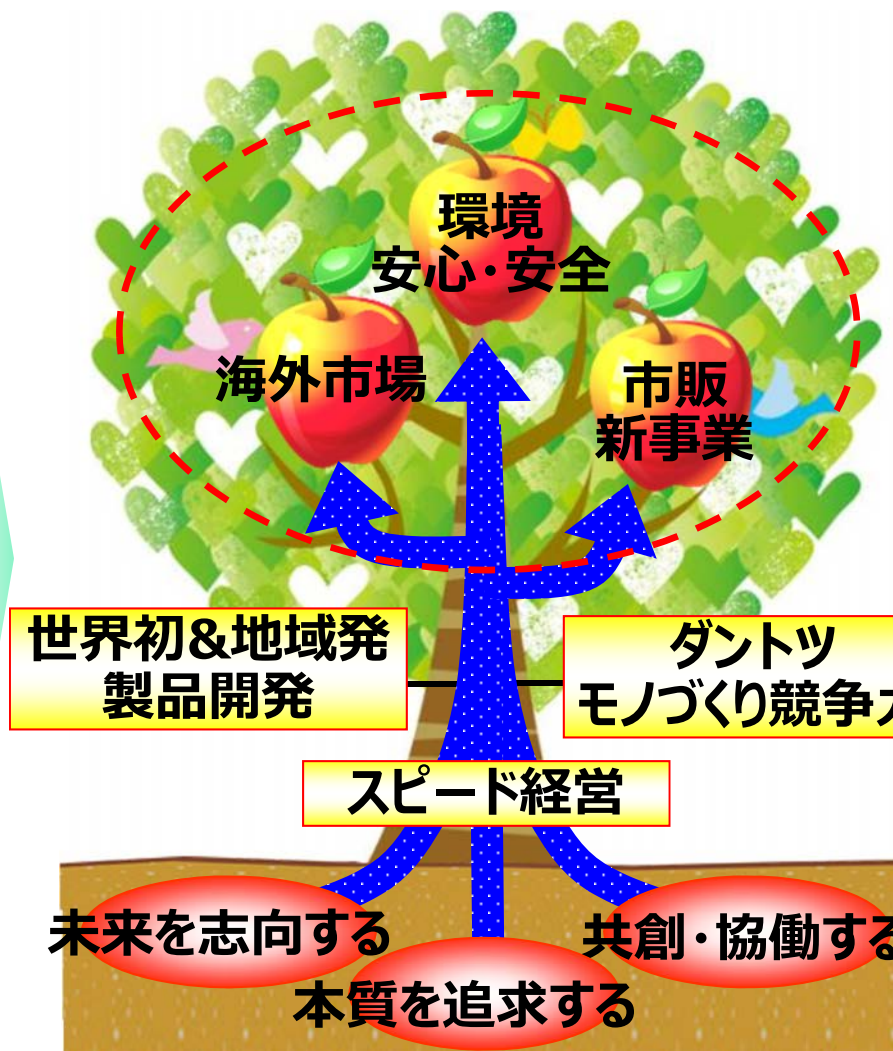 環境
安心・安全
海外市場
市販
新事業
世界初&地域発
製品開発
ダントツ
モノづくり競争力
スピード経営
未来を志向する
本質を追求する
共創・協働する